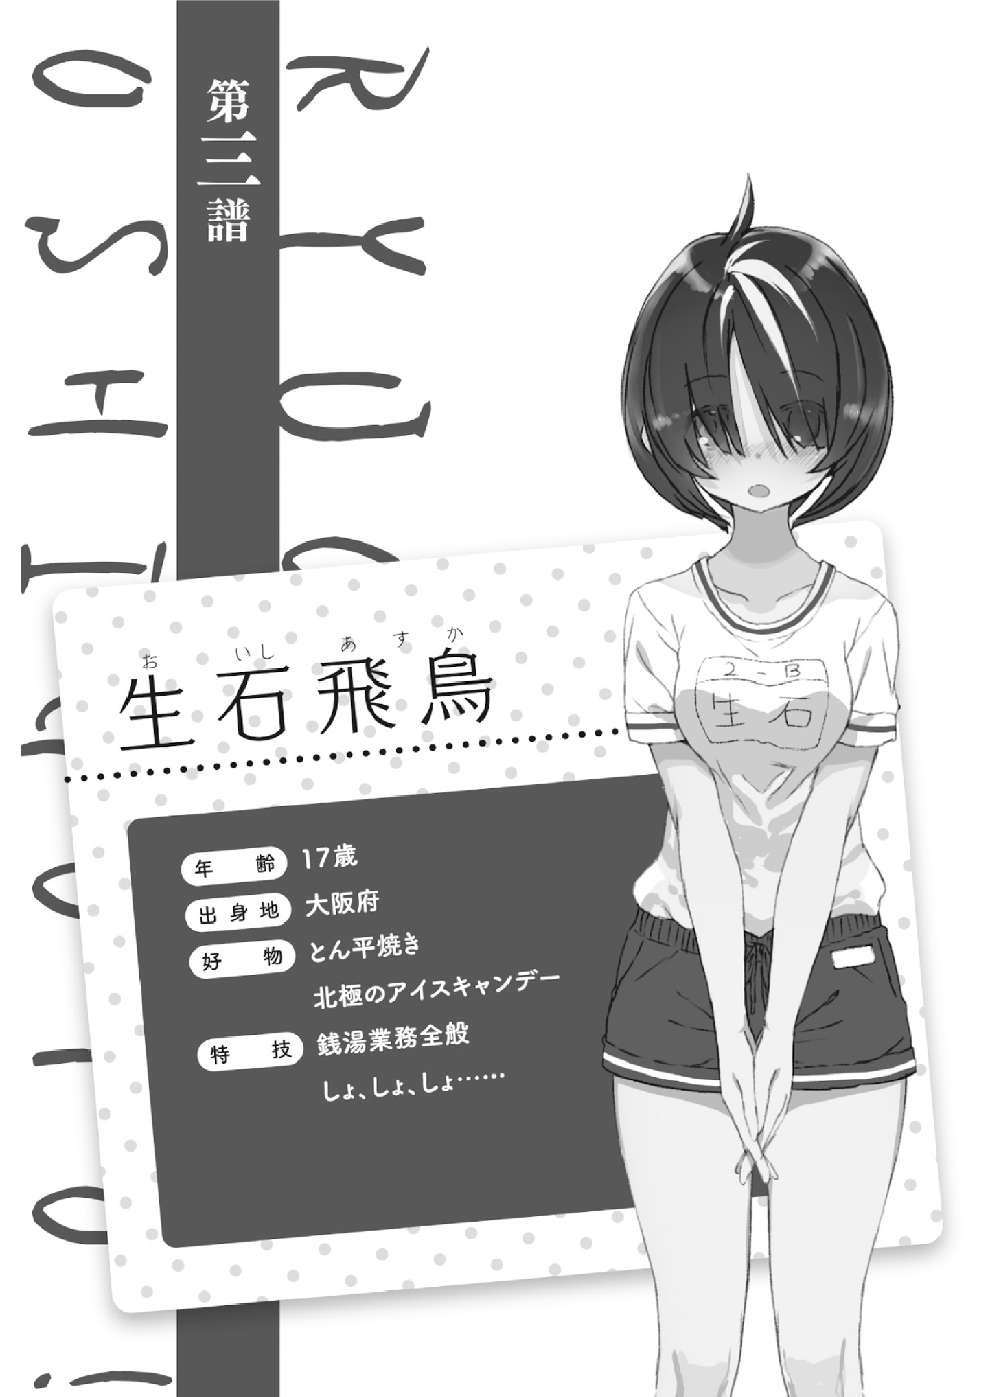 第三譜
RYUO
OSHIGOTO!
おいし あすか
生石飛鳥
2-B
生石
年齢 17歳
出身地 大阪府
好物 とん平焼き
北極のアイスキャンデー
特技 銭湯業務全般
しょ、しょ、しょ……